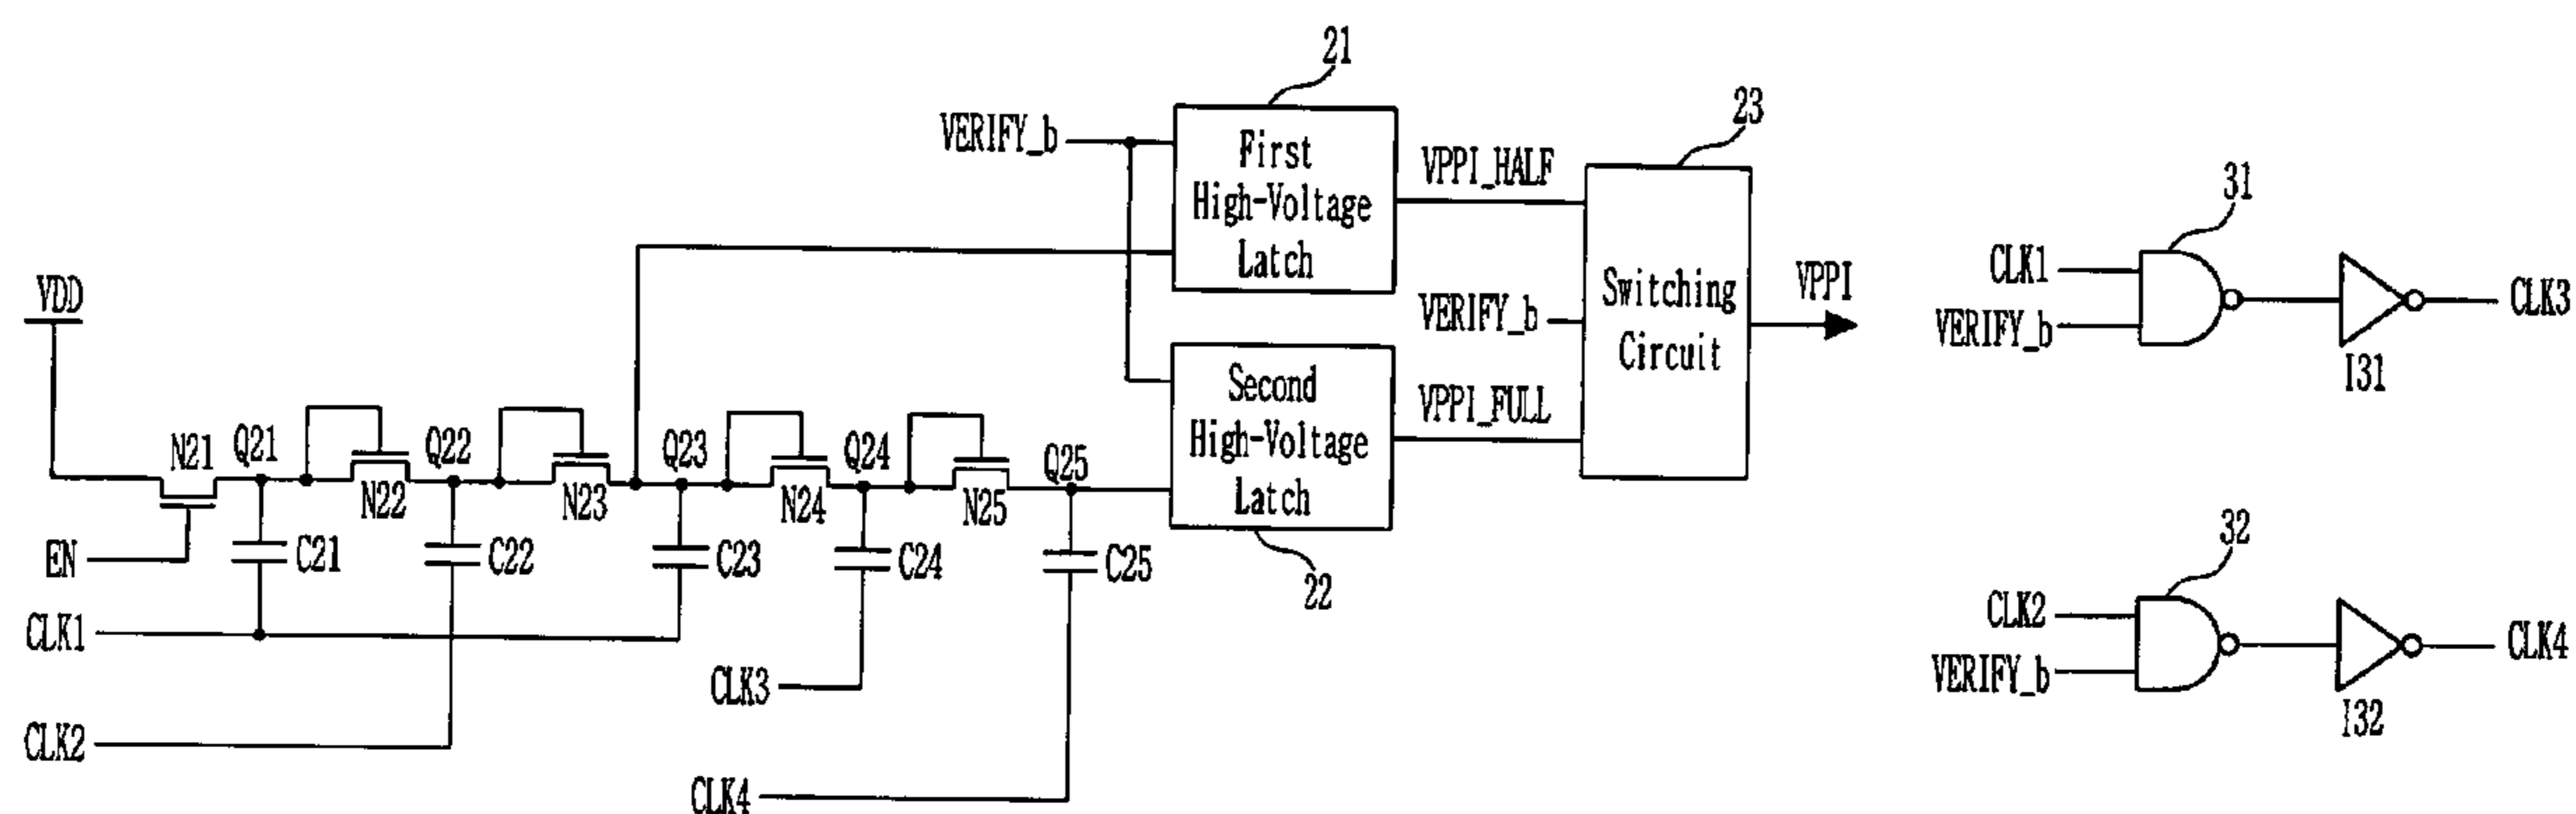 21
VERIFY_b
First
High-Voltage
Latch
VPPI_HALF
23
VDD
VERIFY_b
Switching
Circuit
VPPI
Second
High-Voltage
Latch
VPPI_FULL
22
N21
Q21
N22
Q22
N23
Q23
N24
Q24
N25
Q25
EN
C21
C22
C23
C24
C25
CLK1
CLK2
CLK3
CLK4
31
CLK1
VERIFY_b
I31
CLK3
32
CLK2
VERIFY_b
I32
CLK4